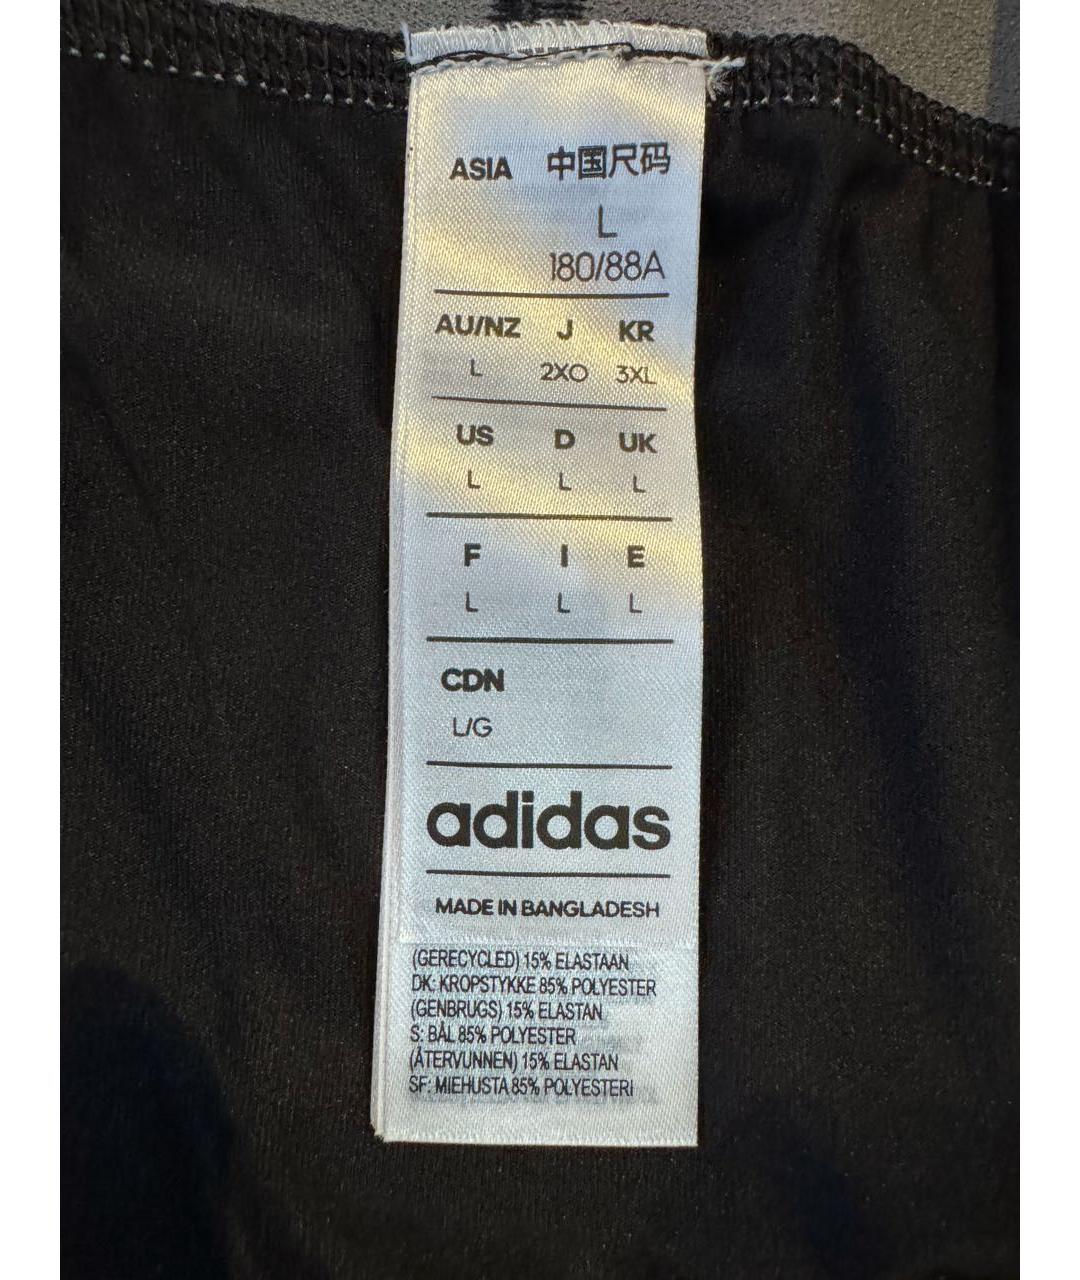 ASIA 中国尺码
L
180/88A
AU/NZ J KR
L 2XO 3XL
US D UK
L L L
F I E
L L L
CDN
L/G
adidas
MADE IN BANGLADESH
(GERECYCLED) 15% ELASTAAN
DK: KROPSTYKKE 85% POLYESTER
(GENBRUGS) 15% ELASTAN
S: BÅL 85% POLYESTER
(ÅTERVUNNEN) 15% ELASTAN
SF: MIEHUSTA 85% POLYESTERI